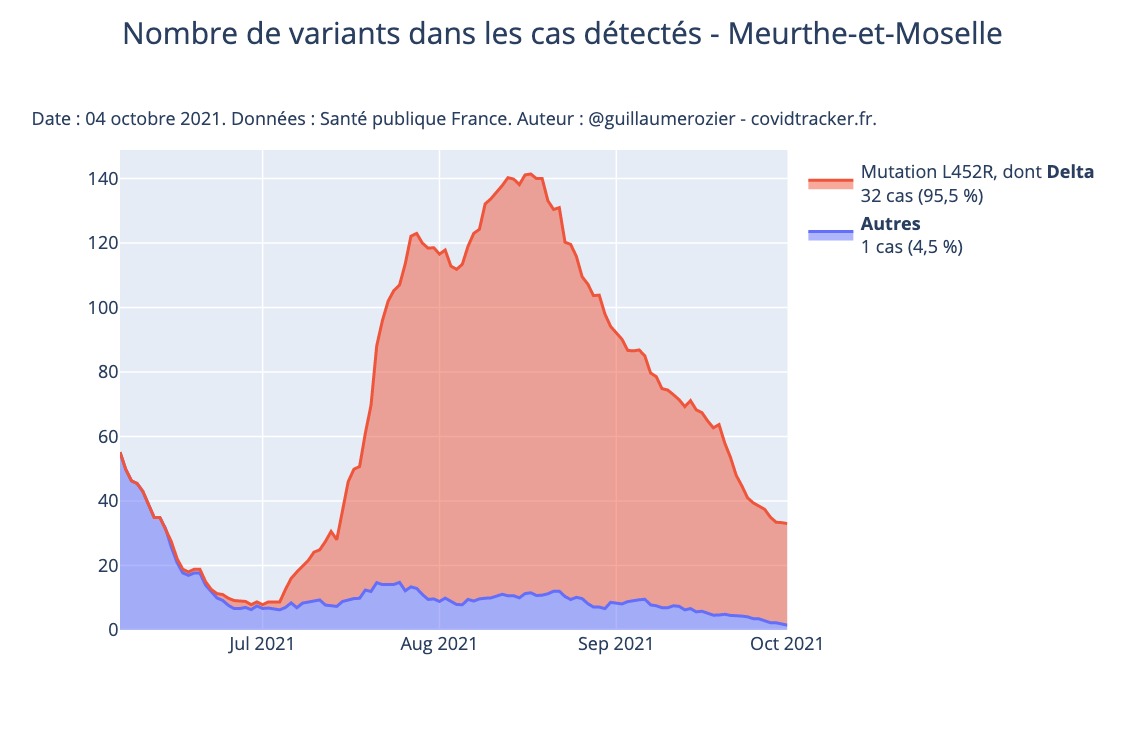 Nombre de variants dans les cas détectés - Meurthe-et-Moselle
Date : 04 octobre 2021. Données : Santé publique France. Auteur : @guillaumerozier - covidtracker.fr.
Mutation L452R, dont Delta
32 cas (95,5 %)
Autres
1 cas (4,5 %)
140
120
100
80
60
40
20
0
Jul 2021
Aug 2021
Sep 2021
Oct 2021